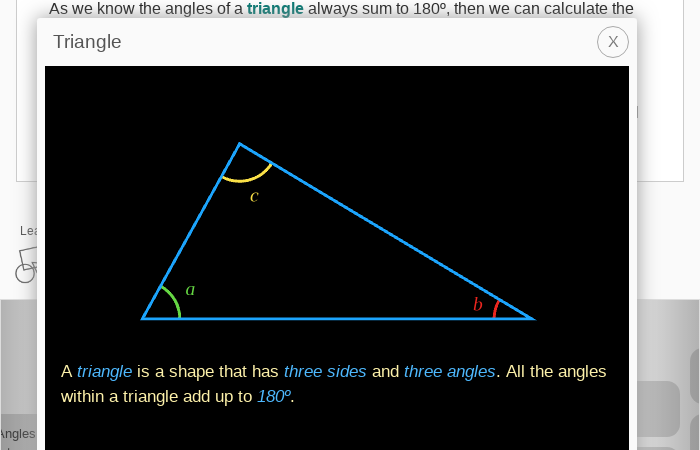 As we know the angles of a triangle always sum to 180º, then we can calculate the
Triangle
X
c
a
b
A triangle is a shape that has three sides and three angles. All the angles
within a triangle add up to 180º.
Angles